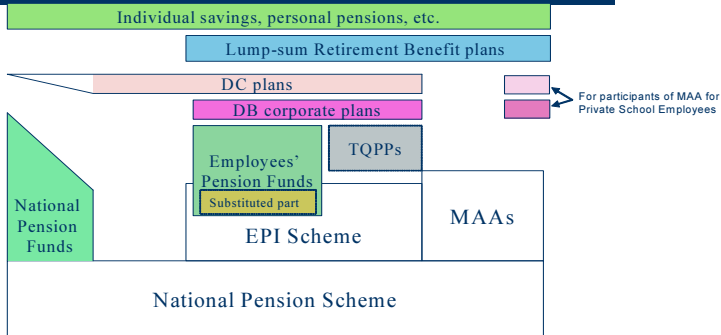 Individual savings, personal pensions, etc.
Lump-sum Retirement Benefit plans
DC plans
For participants of MAA for
Private School Employees
DB corporate plans
TQPPs
Employees’
Pension Funds
Substituted part
National
Pension
Funds
MAAs
EPI Scheme
National Pension Scheme